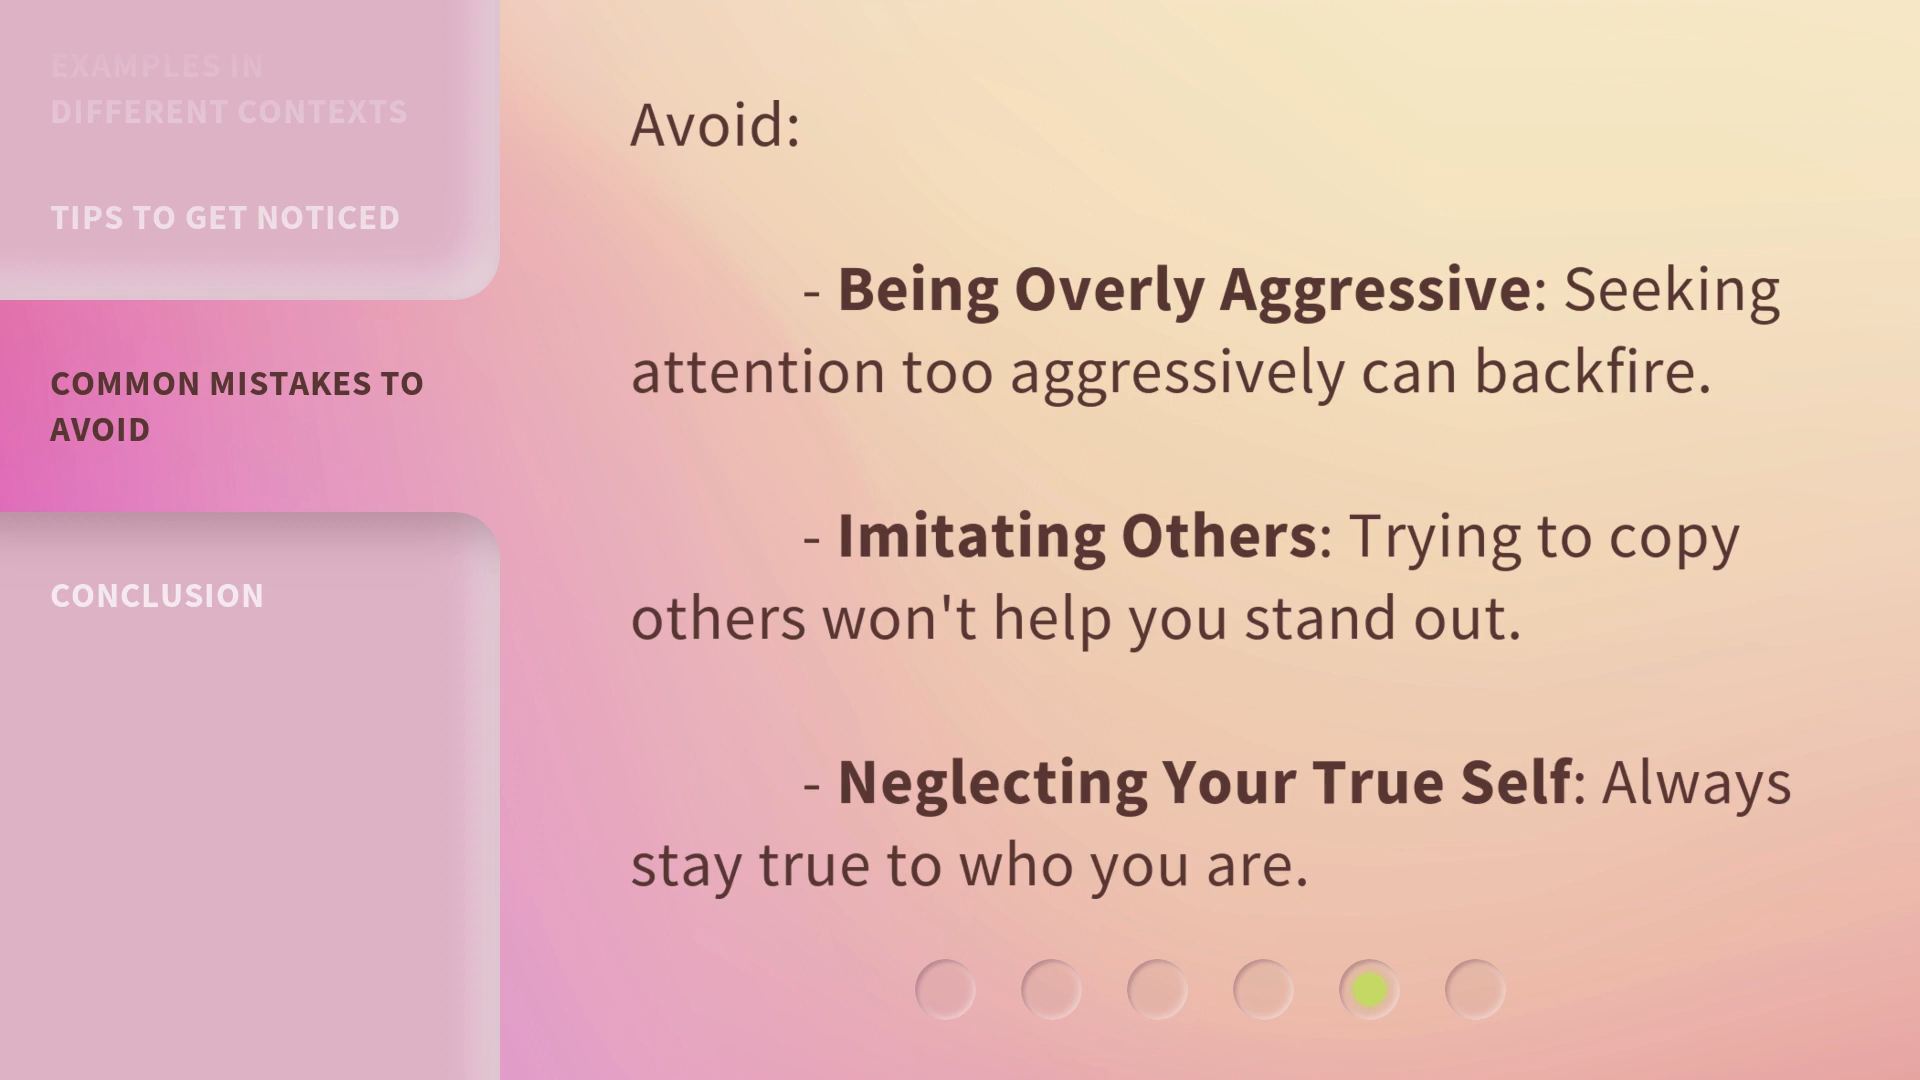 EXAMPLES IN
DIFFERENT CONTEXTS
TIPS TO GET NOTICED
COMMON MISTAKES TO
AVOID
CONCLUSION
Avoid:
- Being Overly Aggressive: Seeking
attention too aggressively can backfire.
- Imitating Others: Trying to copy
others won't help you stand out.
- Neglecting Your True Self: Always
stay true to who you are.